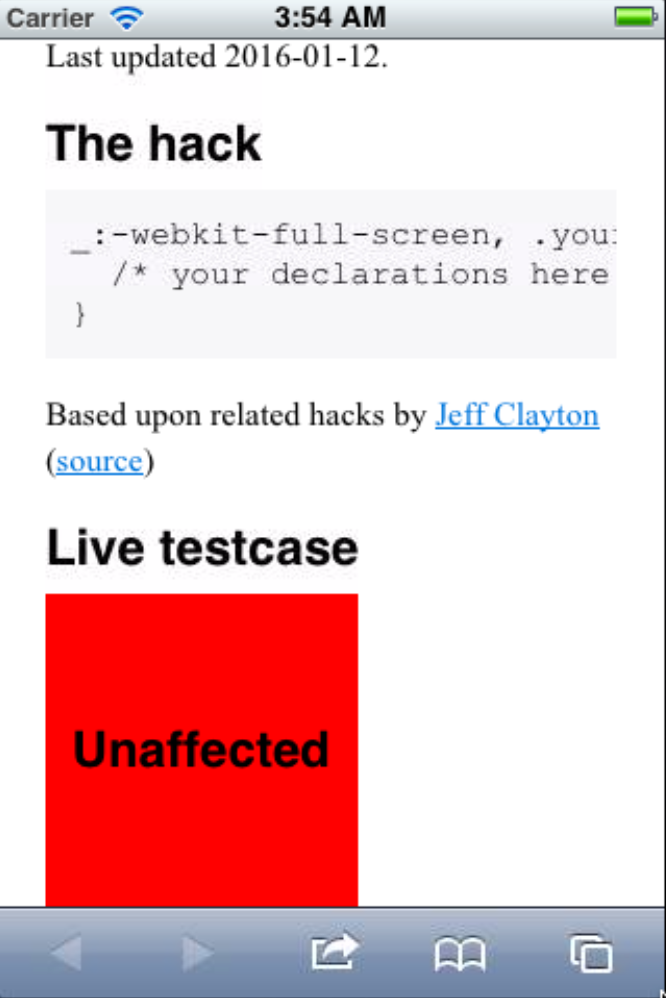 Carrier 3:54 AM
Last updated 2016-01-12.
The hack
_:-webkit-full-screen, .you
/* your declarations here
}
Based upon related hacks by Jeff Clayton
(source)
Live testcase
Unaffected